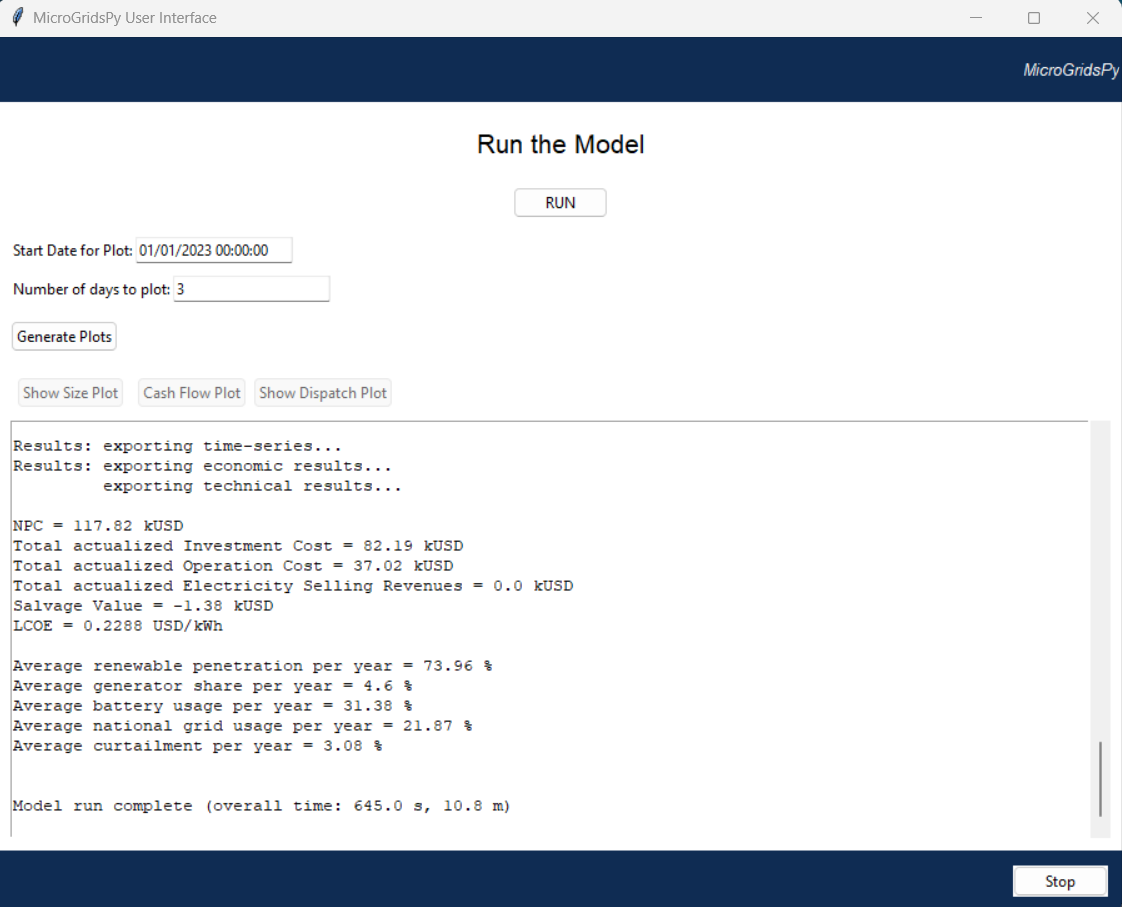 MicroGridsPy User Interface
MicroGridsPy
Run the Model
RUN
Start Date for Plot: 01/01/2023 00:00:00
Number of days to plot: 3
Generate Plots
Show Size Plot Cash Flow Plot Show Dispatch Plot
Results: exporting time-series...
Results: exporting economic results...
exporting technical results...
NPC = 117.82 kUSD
Total actualized Investment Cost = 82.19 kUSD
Total actualized Operation Cost = 37.02 kUSD
Total actualized Electricity Selling Revenues = 0.0 kUSD
Salvage Value = -1.38 kUSD
LCOE = 0.2288 USD/kWh
Average renewable penetration per year = 73.96 %
Average generator share per year = 4.6 %
Average battery usage per year = 31.38 %
Average national grid usage per year = 21.87 %
Average curtailment per year = 3.08 %
Model run complete (overall time: 645.0 s, 10.8 m)
Stop